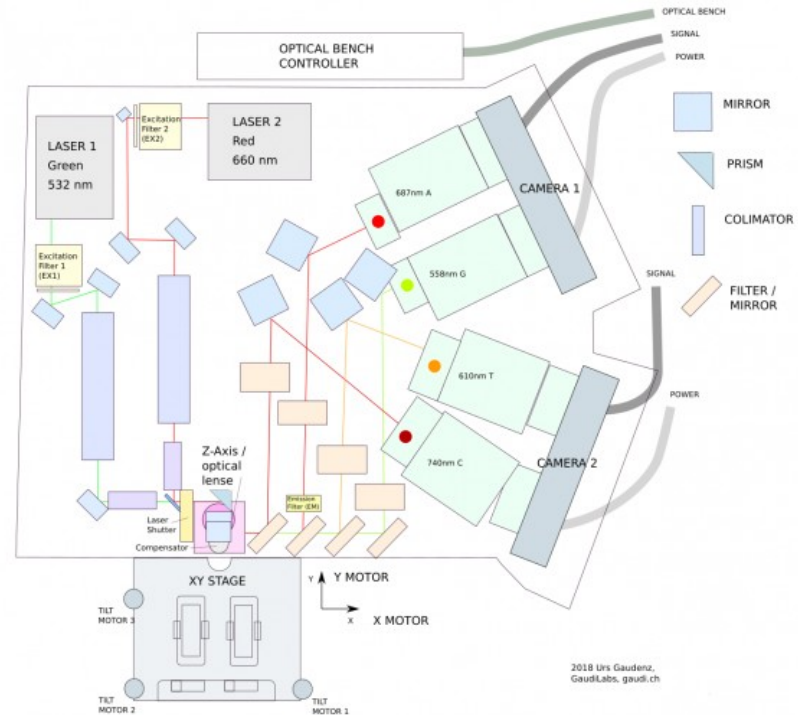 OPTICAL BENCH
SIGNAL
POWER
OPTICAL BENCH
CONTROLLER
MIRROR
PRISM
COLIMATOR
FILTER /
MIRROR
LASER 1
Green
532 nm
Excitation
Filter 2
(EX2)
LASER 2
Red
660 nm
Excitation
Filter 1
(EX1)
687nm A
CAMERA 1
558nm G
SIGNAL
610nm T
POWER
740nm C
CAMERA 2
Z-Axis /
optical
lense
Emission
Filter (EM)
Laser
Shutter
Compensator
XY STAGE
Y
Y MOTOR
X
X MOTOR
TILT
MOTOR 3
TILT
MOTOR 2
TILT
MOTOR 1
2018 Urs Gaudenz,
GaudiLabs, gaudi.ch